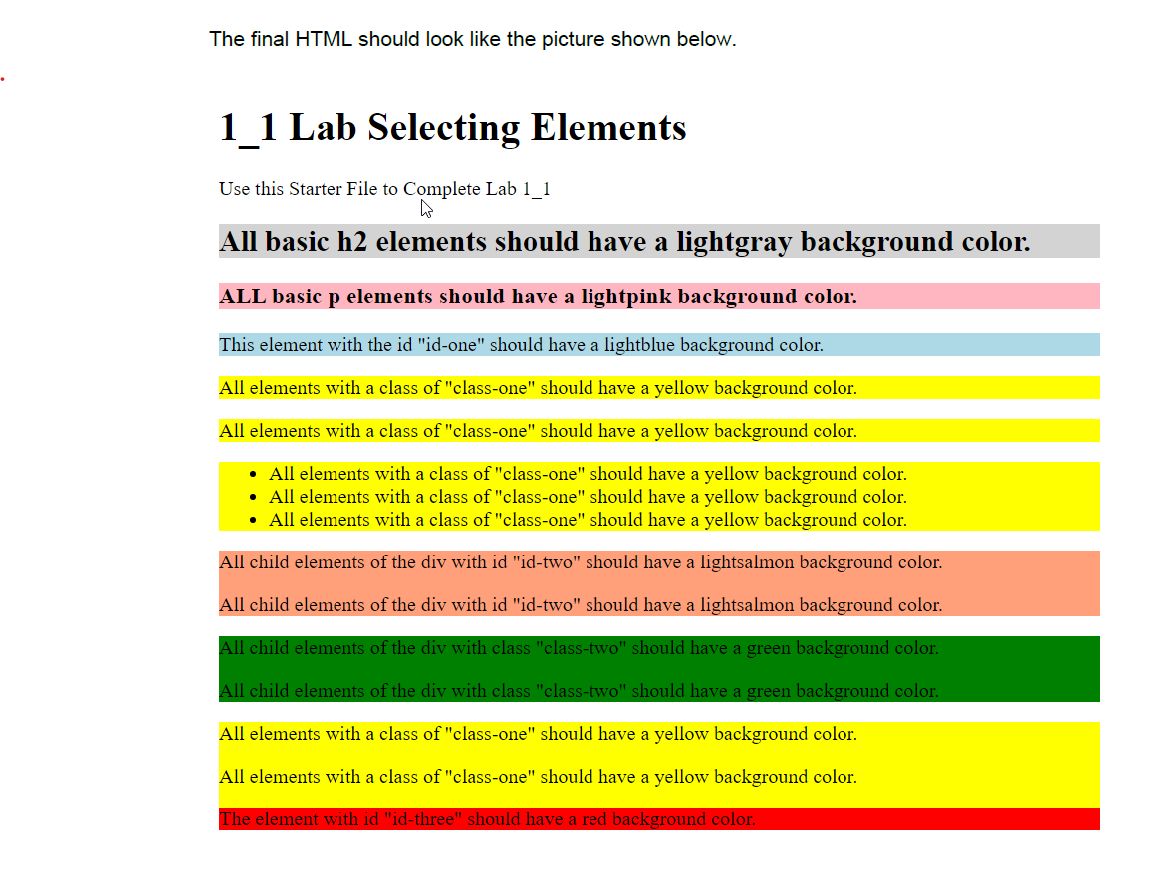 The final HTML should look like the picture shown below.
1_1 Lab Selecting Elements
Use this Starter File to Complete Lab 1_1
All basic h2 elements should have a lightgray background color.
ALL basic p elements should have a lightpink background color.
This element with the id "id-one" should have a lightblue background color.
All elements with a class of "class-one" should have a yellow background color.
All elements with a class of "class-one" should have a yellow background color.
• All elements with a class of "class-one" should have a yellow background color.
• All elements with a class of "class-one" should have a yellow background color.
• All elements with a class of "class-one" should have a yellow background color.
All child elements of the div with id "id-two" should have a lightsalmon background color.
All child elements of the div with id "id-two" should have a lightsalmon background color.
All child elements of the div with class "class-two" should have a green background color.
All child elements of the div with class "class-two" should have a green background color.
All elements with a class of "class-one" should have a yellow background color.
All elements with a class of "class-one" should have a yellow background color.
The element with id "id-three" should have a red background color.